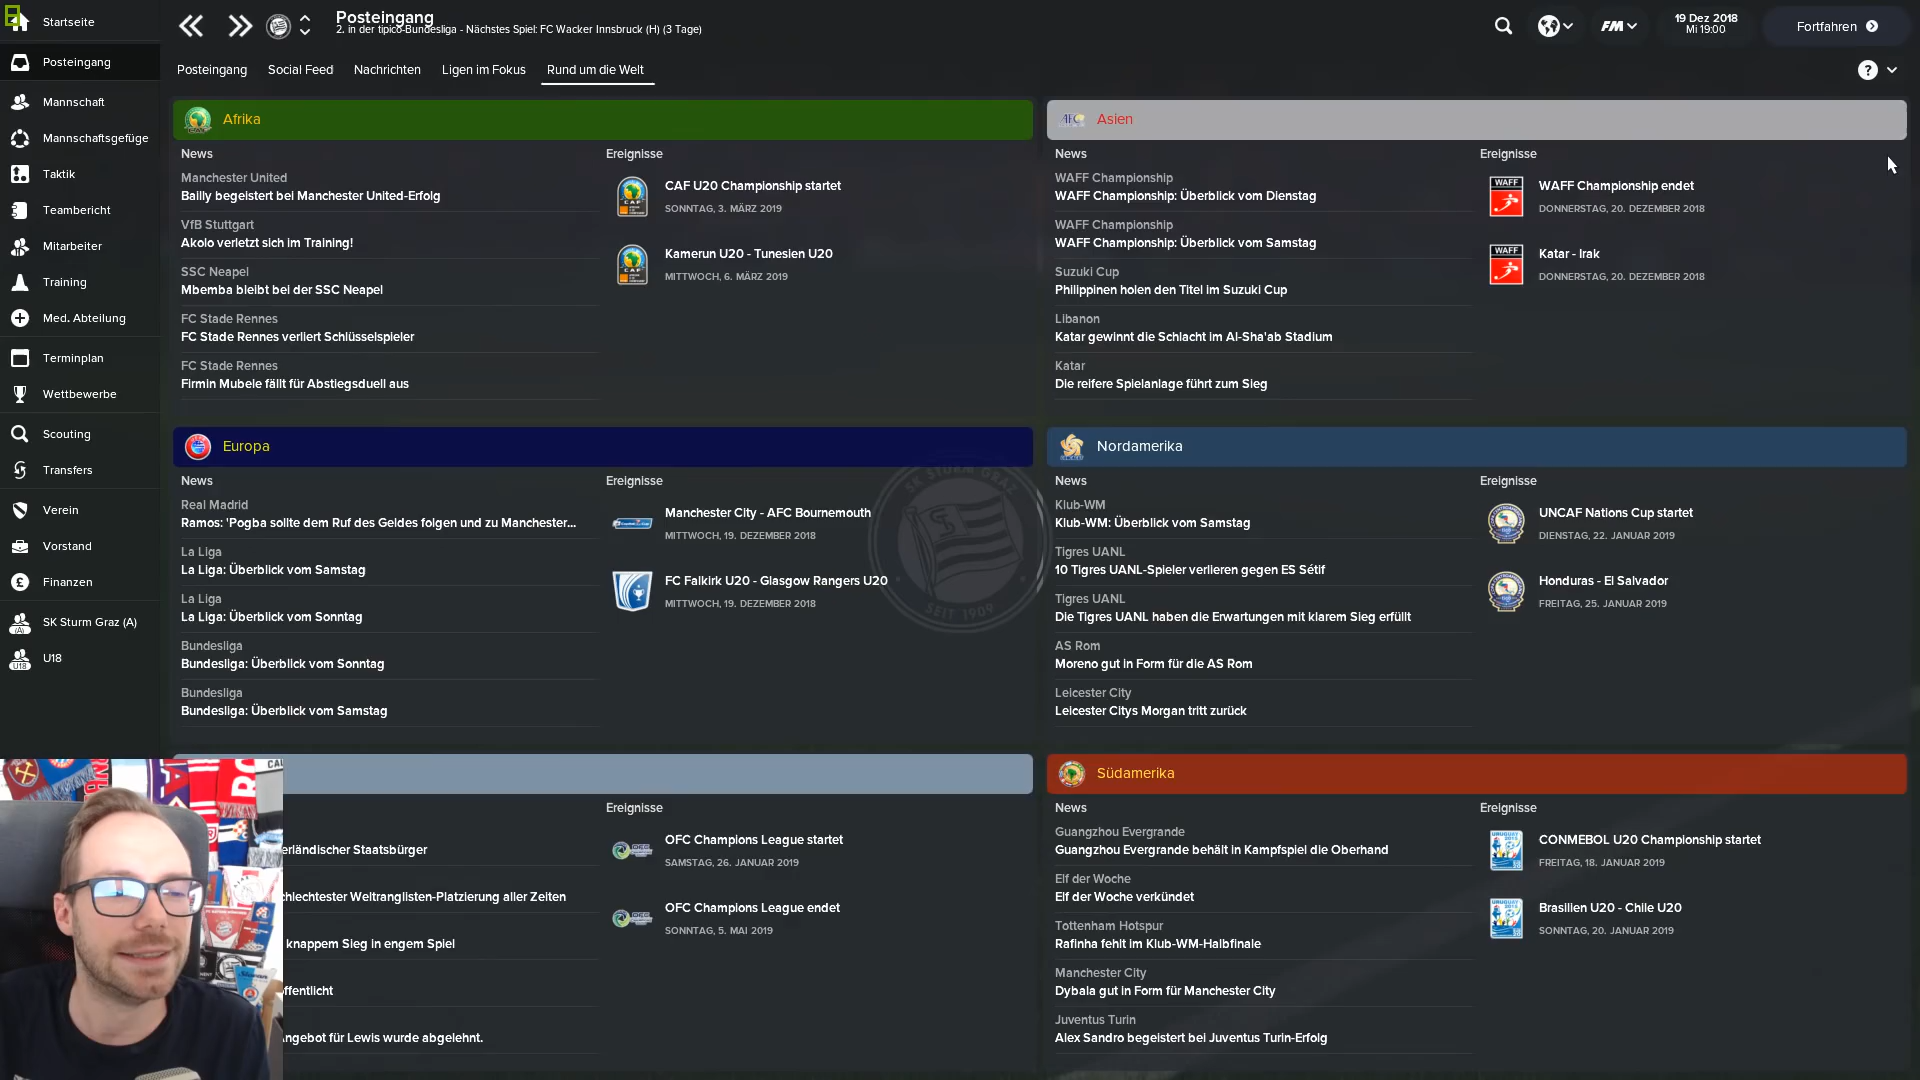 Startseite
Posteingang
Mannschaft
Mannschaftsgefüge
Taktik
Teambericht
Mitarbeiter
Training
Med. Abteilung
Terminplan
Wettbewerbe
Scouting
Transfers
Verein
Vorstand
Finanzen
SK Sturm Graz (A)
U18
Posteingang
2. in der tipico-Bundesliga - Nächstes Spiel: FC Wacker Innsbruck (H) (3 Tage)
FM
19 Dez 2018
Mi 19:00
Fortfahren
Posteingang Social Feed Nachrichten Ligen im Fokus Rund um die Welt
?
Afrika
News
Manchester United
Bailly begeistert bei Manchester United-Erfolg
VfB Stuttgart
Akolo verletzt sich im Training!
SSC Neapel
Mbemba bleibt bei der SSC Neapel
FC Stade Rennes
FC Stade Rennes verliert Schlüsselspieler
FC Stade Rennes
Firmin Mubele fällt für Abstiegsduell aus
Ereignisse
CAF U20 Championship startet
SONNTAG, 3. MÄRZ 2019
Kamerun U20 - Tunesien U20
MITTWOCH, 6. MÄRZ 2019
Asien
News
WAFF Championship
WAFF Championship: Überblick vom Dienstag
WAFF Championship
WAFF Championship: Überblick vom Samstag
Suzuki Cup
Philippinen holen den Titel im Suzuki Cup
Libanon
Katar gewinnt die Schlacht im Al-Sha'ab Stadium
Katar
Die reifere Spielanlage führt zum Sieg
Ereignisse
WAFF
WAFF Championship endet
DONNERSTAG, 20. DEZEMBER 2018
WAFF
Katar - Irak
DONNERSTAG, 20. DEZEMBER 2018
Europa
News
Real Madrid
Ramos: 'Pogba sollte dem Ruf des Geldes folgen und zu Manchester...
La Liga
La Liga: Überblick vom Samstag
La Liga
La Liga: Überblick vom Sonntag
Bundesliga
Bundesliga: Überblick vom Sonntag
Bundesliga
Bundesliga: Überblick vom Samstag
Ereignisse
Manchester City - AFC Bournemouth
MITTWOCH, 19. DEZEMBER 2018
FC Falkirk U20 - Glasgow Rangers U20
MITTWOCH, 19. DEZEMBER 2018
SK STURM GRAZ
SEIT 1909
Nordamerika
News
Klub-WM
Klub-WM: Überblick vom Samstag
Tigres UANL
10 Tigres UANL-Spieler verlieren gegen ES Sétif
Tigres UANL
Die Tigres UANL haben die Erwartungen mit klarem Sieg erfüllt
AS Rom
Moreno gut in Form für die AS Rom
Leicester City
Leicester Citys Morgan tritt zurück
Ereignisse
UNCAF Nations Cup startet
DIENSTAG, 22. JANUAR 2019
Honduras - El Salvador
FREITAG, 25. JANUAR 2019
erländischer Staatsbürger
chlechtester Weltranglisten-Platzierung aller Zeiten
knappem Sieg in engem Spiel
ffentlicht
Angebot für Lewis wurde abgelehnt.
Ereignisse
OFC Champions League startet
SAMSTAG, 26. JANUAR 2019
OFC Champions League endet
SONNTAG, 5. MAI 2019
Südamerika
News
Guangzhou Evergrande
Guangzhou Evergrande behält in Kampfspiel die Oberhand
Elf der Woche
Elf der Woche verkündet
Tottenham Hotspur
Rafinha fehlt im Klub-WM-Halbfinale
Manchester City
Dybala gut in Form für Manchester City
Juventus Turin
Alex Sandro begeistert bei Juventus Turin-Erfolg
Ereignisse
CONMEBOL U20 Championship startet
FREITAG, 18. JANUAR 2019
Brasilien U20 - Chile U20
SONNTAG, 20. JANUAR 2019